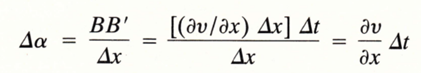 Δα = BB′/Δx = [(∂υ/∂x) Δx] Δt/Δx = ∂υ/∂x Δt